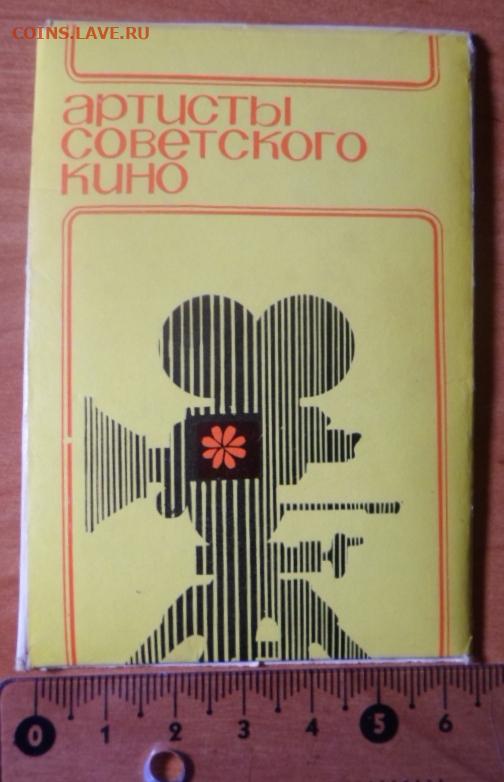 COINS.LAVE.RU
артисты
советского
кино
0 1 2 3 4 5 6